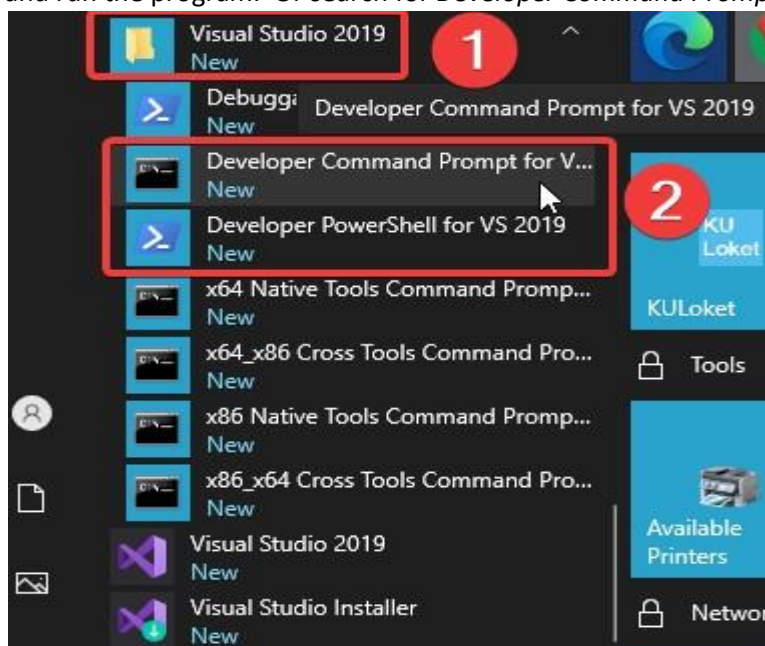 and run the program. Or search for Developer Command Promp
Visual Studio 2019
New
1
Debugga
New
Developer Command Prompt for VS 2019
Developer Command Prompt for V...
New
2
Developer PowerShell for VS 2019
New
KU
Loket
x64 Native Tools Command Promp...
New
KULoket
x64_x86 Cross Tools Command Pro...
New
Tools
x86 Native Tools Command Promp...
New
x86_x64 Cross Tools Command Pro...
New
Available
Printers
Visual Studio 2019
New
Visual Studio Installer
New
Networ